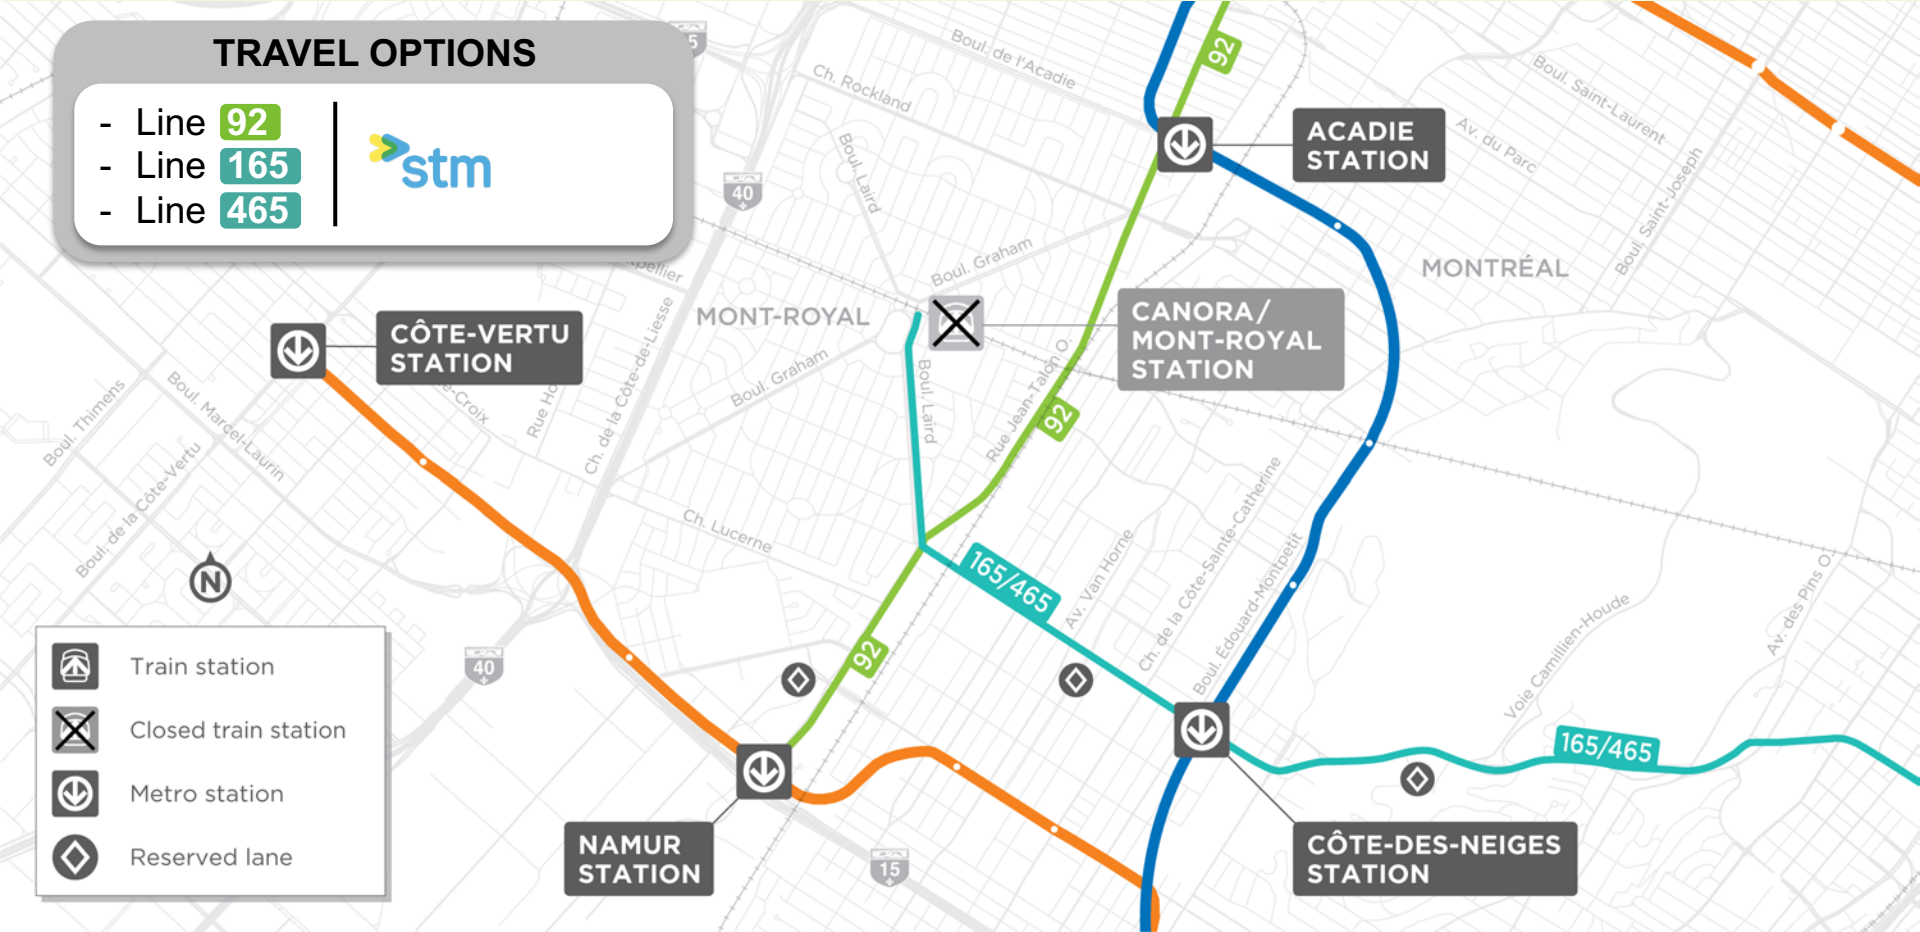 TRAVEL OPTIONS
- Line 92
- Line 165
- Line 465
stm
5
40
92
Boul. de l'Acadie
Ch. Rockland
Boul. Laird
Boul. Saint-Laurent
Av. du Parc
Boul. Saint-Joseph
ACADIE
STATION
MONTRÉAL
Boul. Graham
pellier
MONT-ROYAL
CANORA/
MONT-ROYAL
STATION
CÔTE-VERTU
STATION
Boul. Thimens
Boul. Marcel-Laurin
Boul. de la Côte-Vertu
e-Croix
Rue Ho
Ch. de la Côte-de-Liesse
Boul. Graham
Boul. Laird
Rue Jean-Talon O.
92
Ch. Lucerne
165/465
Av. Van Horne
Ch. de la Côte-Sainte-Catherine
Boul. Édouard-Montpetit
Voie Camillien-Houde
Av. des Pins O.
N
40
92
165/465
Train station
Closed train station
Metro station
Reserved lane
NAMUR
STATION
15
CÔTE-DES-NEIGES
STATION